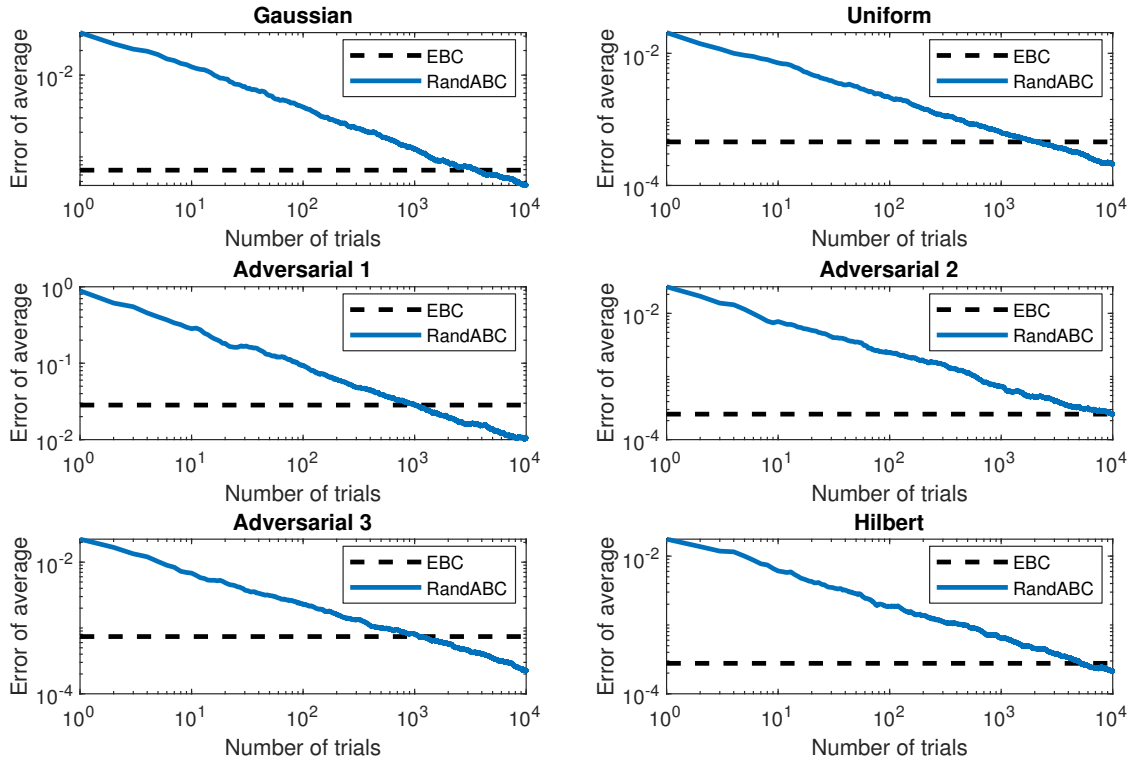 Gaussian
Error of average
10^-2
EBC
RandABC
10^0 10^1 10^2 10^3 10^4
Number of trials
Uniform
Error of average
10^-2
10^-4
EBC
RandABC
10^0 10^1 10^2 10^3 10^4
Number of trials
Adversarial 1
Error of average
10^0
10^-1
10^-2
EBC
RandABC
10^0 10^1 10^2 10^3 10^4
Number of trials
Adversarial 2
Error of average
10^-2
10^-4
EBC
RandABC
10^0 10^1 10^2 10^3 10^4
Number of trials
Adversarial 3
Error of average
10^-2
10^-4
EBC
RandABC
10^0 10^1 10^2 10^3 10^4
Number of trials
Hilbert
Error of average
10^-2
10^-4
EBC
RandABC
10^0 10^1 10^2 10^3 10^4
Number of trials